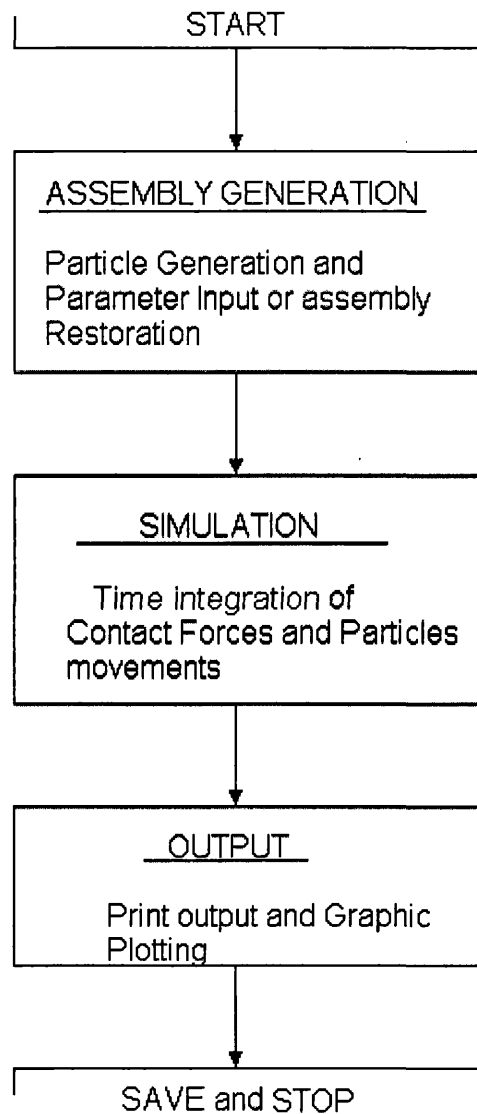 START
ASSEMBLY GENERATION
Particle Generation and
Parameter Input or assembly
Restoration
SIMULATION
Time integration of
Contact Forces and Particles
movements
OUTPUT
Print output and Graphic
Plotting
SAVE and STOP